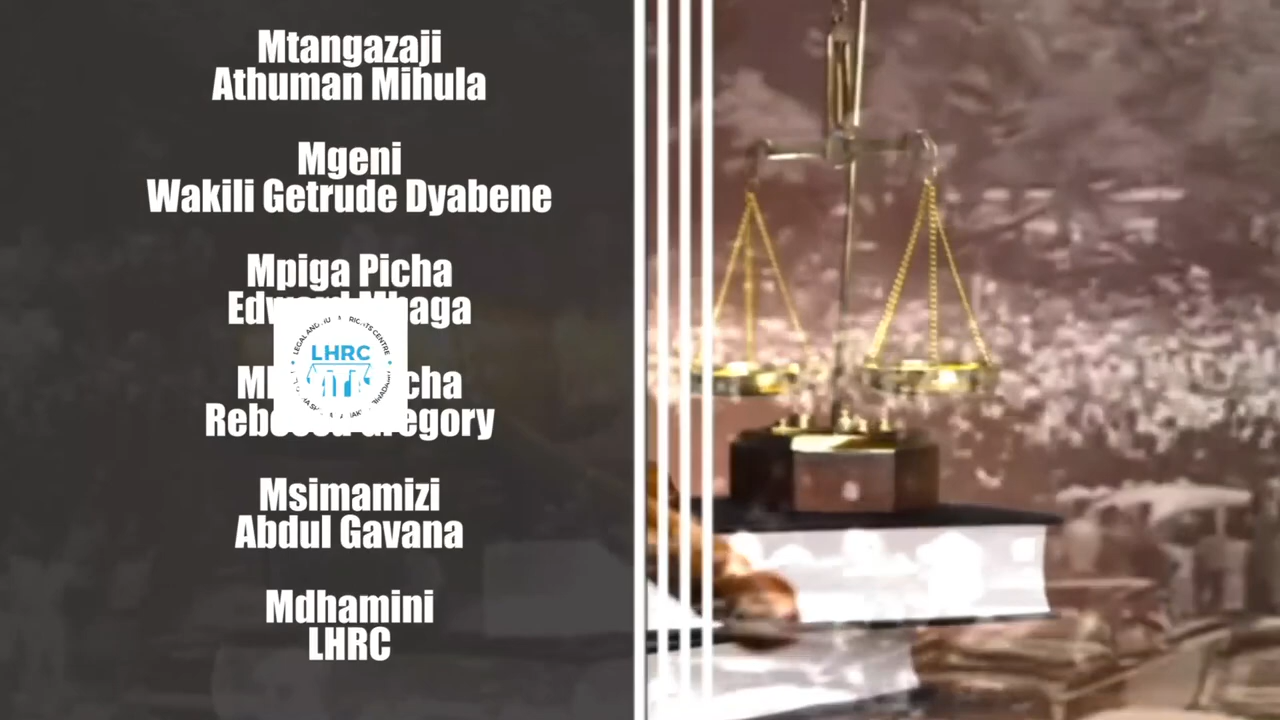 Mtangazaji
Athuman Mihula
Mgeni
Wakili Getrude Dyabene
Mpiga Picha
LHRC
Msimamizi
Abdul Gavana
Mdhamini
LHRC